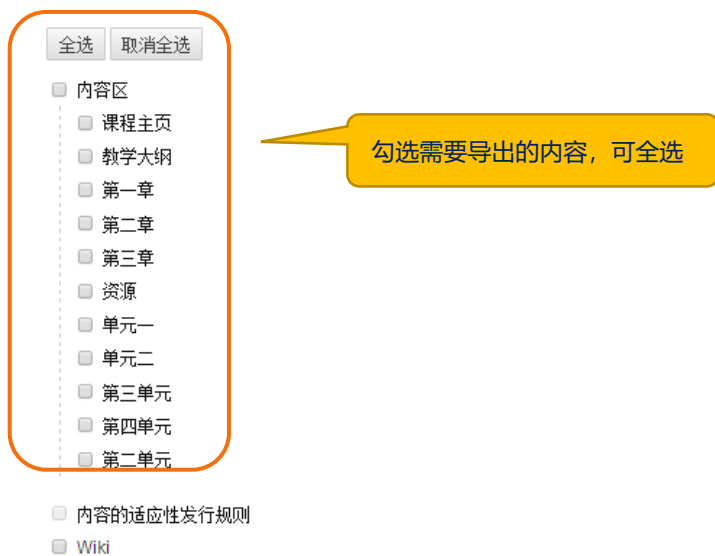 全选 取消全选
内容区
课程主页
教学大纲
第一章
第二章
第三章
资源
单元一
单元二
第三单元
第四单元
第二单元
内容的适应性发行规则
Wiki
勾选需要导出的内容，可全选